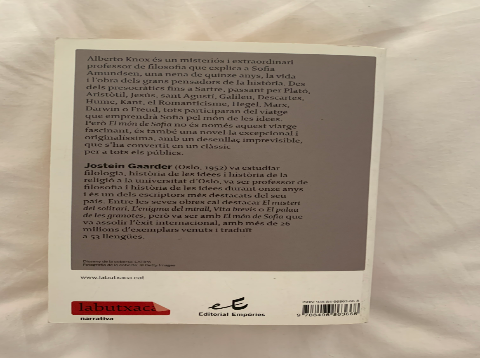 Alberto Knox és un misteriós i extraordinari
professor de filosofia que explica a Sofia
Amundsen, una nena de quinze anys, la vida
i l'obra dels grans pensadors de la història. Des
dels presocràtics fins a Sartre, passant per Plató,
Aristòtil, Jesús, sant Agustí, Galileu, Descartes,
Hume, Kant, el Romanticisme, Hegel, Marx,
Darwin o Freud, tots participaran del viatge
que emprendrà Sofia pel món de les idees.
Però El món de Sofia no és només aquest viatge
fascinant, és també una novel·la excepcional i
originalíssima, amb un desenllaç imprevisible,
que s'ha convertit en un clàssic
per a tots els públics.
Jostein Gaarder (Oslo, 1952) va estudiar
filologia, història de les idees i història de la
religió a la universitat d'Oslo, va ser professor de
filosofia i història de les idees durant onze anys
i és un dels escriptors més destacats del seu
país. Entre les seves obres cal destacar El misteri
del solitari, L'enigma del mirall, Vita brevis o El palau
de les granotes, però va ser amb El món de Sofia que
va assolir l'èxit internacional, amb més de 26
milions d'exemplars venuts i traduït
a 53 llengües.
www.labutxaca.cat
labutxaca
narrativa
Editorial Empúries